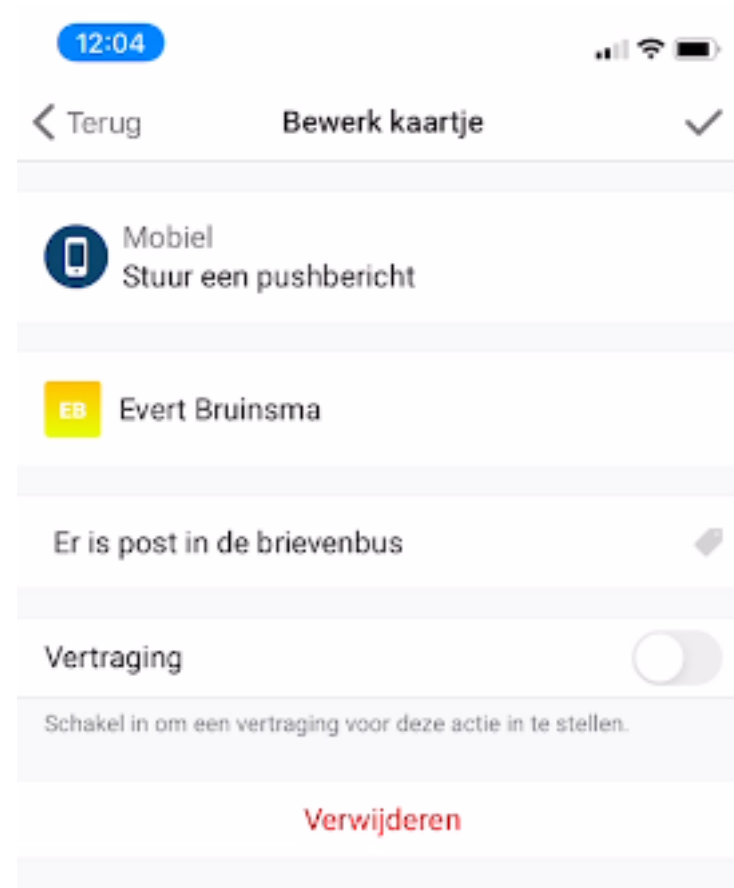 12:04
Terug
Bewerk kaartje
Mobiel
Stuur een pushbericht
EB
Evert Bruinsma
Er is post in de brievenbus
Vertraging
Schakel in om een vertraging voor deze actie in te stellen.
Verwijderen